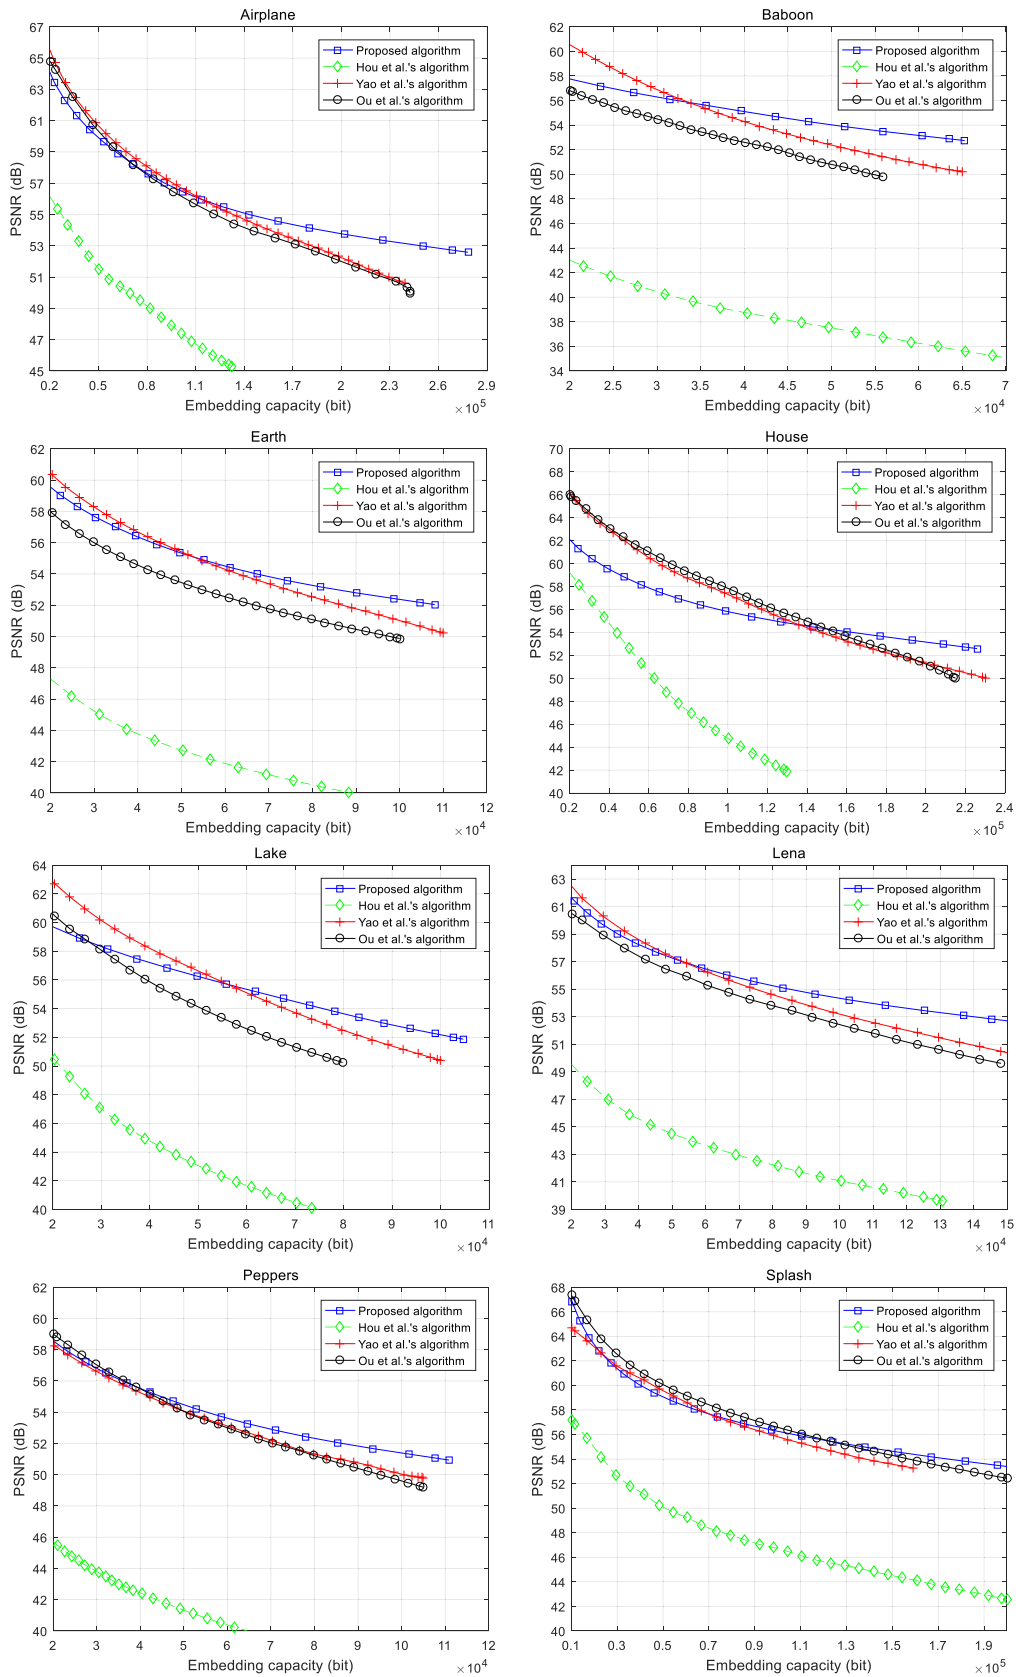 Airplane
67
65
63
61
59
57
55
53
51
49
47
45
PSNR (dB)
Proposed algorithm
Hou et al.'s algorithm
Yao et al.'s algorithm
Ou et al.'s algorithm
0.2 0.5 0.8 1.1 1.4 1.7 2 2.3 2.6 2.9
Embedding capacity (bit)
× 10^5
Baboon
62
60
58
56
54
52
50
44
42
40
38
36
34
PSNR (dB)
Proposed algorithm
Hou et al.'s algorithm
Yao et al.'s algorithm
Ou et al.'s algorithm
2 2.5 3 3.5 4 4.5 5 5.5 6 6.5 7
Embedding capacity (bit)
× 10^4
Earth
62
60
58
56
54
52
50
48
46
44
42
40
PSNR (dB)
Proposed algorithm
Hou et al.'s algorithm
Yao et al.'s algorithm
Ou et al.'s algorithm
2 3 4 5 6 7 8 9 10 11 12
Embedding capacity (bit)
× 10^4
House
70
68
66
64
62
60
58
56
54
52
50
48
46
44
42
40
PSNR (dB)
Proposed algorithm
Hou et al.'s algorithm
Yao et al.'s algorithm
Ou et al.'s algorithm
0.2 0.4 0.6 0.8 1 1.2 1.4 1.6 1.8 2 2.2 2.4
Embedding capacity (bit)
× 10^5
Lake
64
62
60
58
56
54
52
50
48
46
44
42
40
PSNR (dB)
Proposed algorithm
Hou et al.'s algorithm
Yao et al.'s algorithm
Ou et al.'s algorithm
2 3 4 5 6 7 8 9 10 11
Embedding capacity (bit)
× 10^4
Lena
63
61
59
57
55
53
51
49
47
45
43
41
39
PSNR (dB)
Proposed algorithm
Hou et al.'s algorithm
Yao et al.'s algorithm
Ou et al.'s algorithm
2 3 4 5 6 7 8 9 10 11 12 13 14 15
Embedding capacity (bit)
× 10^4
Peppers
62
60
58
56
54
52
50
46
44
42
40
PSNR (dB)
Proposed algorithm
Hou et al.'s algorithm
Yao et al.'s algorithm
Ou et al.'s algorithm
2 3 4 5 6 7 8 9 10 11 12
Embedding capacity (bit)
× 10^4
Splash
68
66
64
62
60
58
56
54
52
50
48
46
44
42
40
PSNR (dB)
Proposed algorithm
Hou et al.'s algorithm
Yao et al.'s algorithm
Ou et al.'s algorithm
0.1 0.3 0.5 0.7 0.9 1.1 1.3 1.5 1.7 1.9
Embedding capacity (bit)
× 10^5